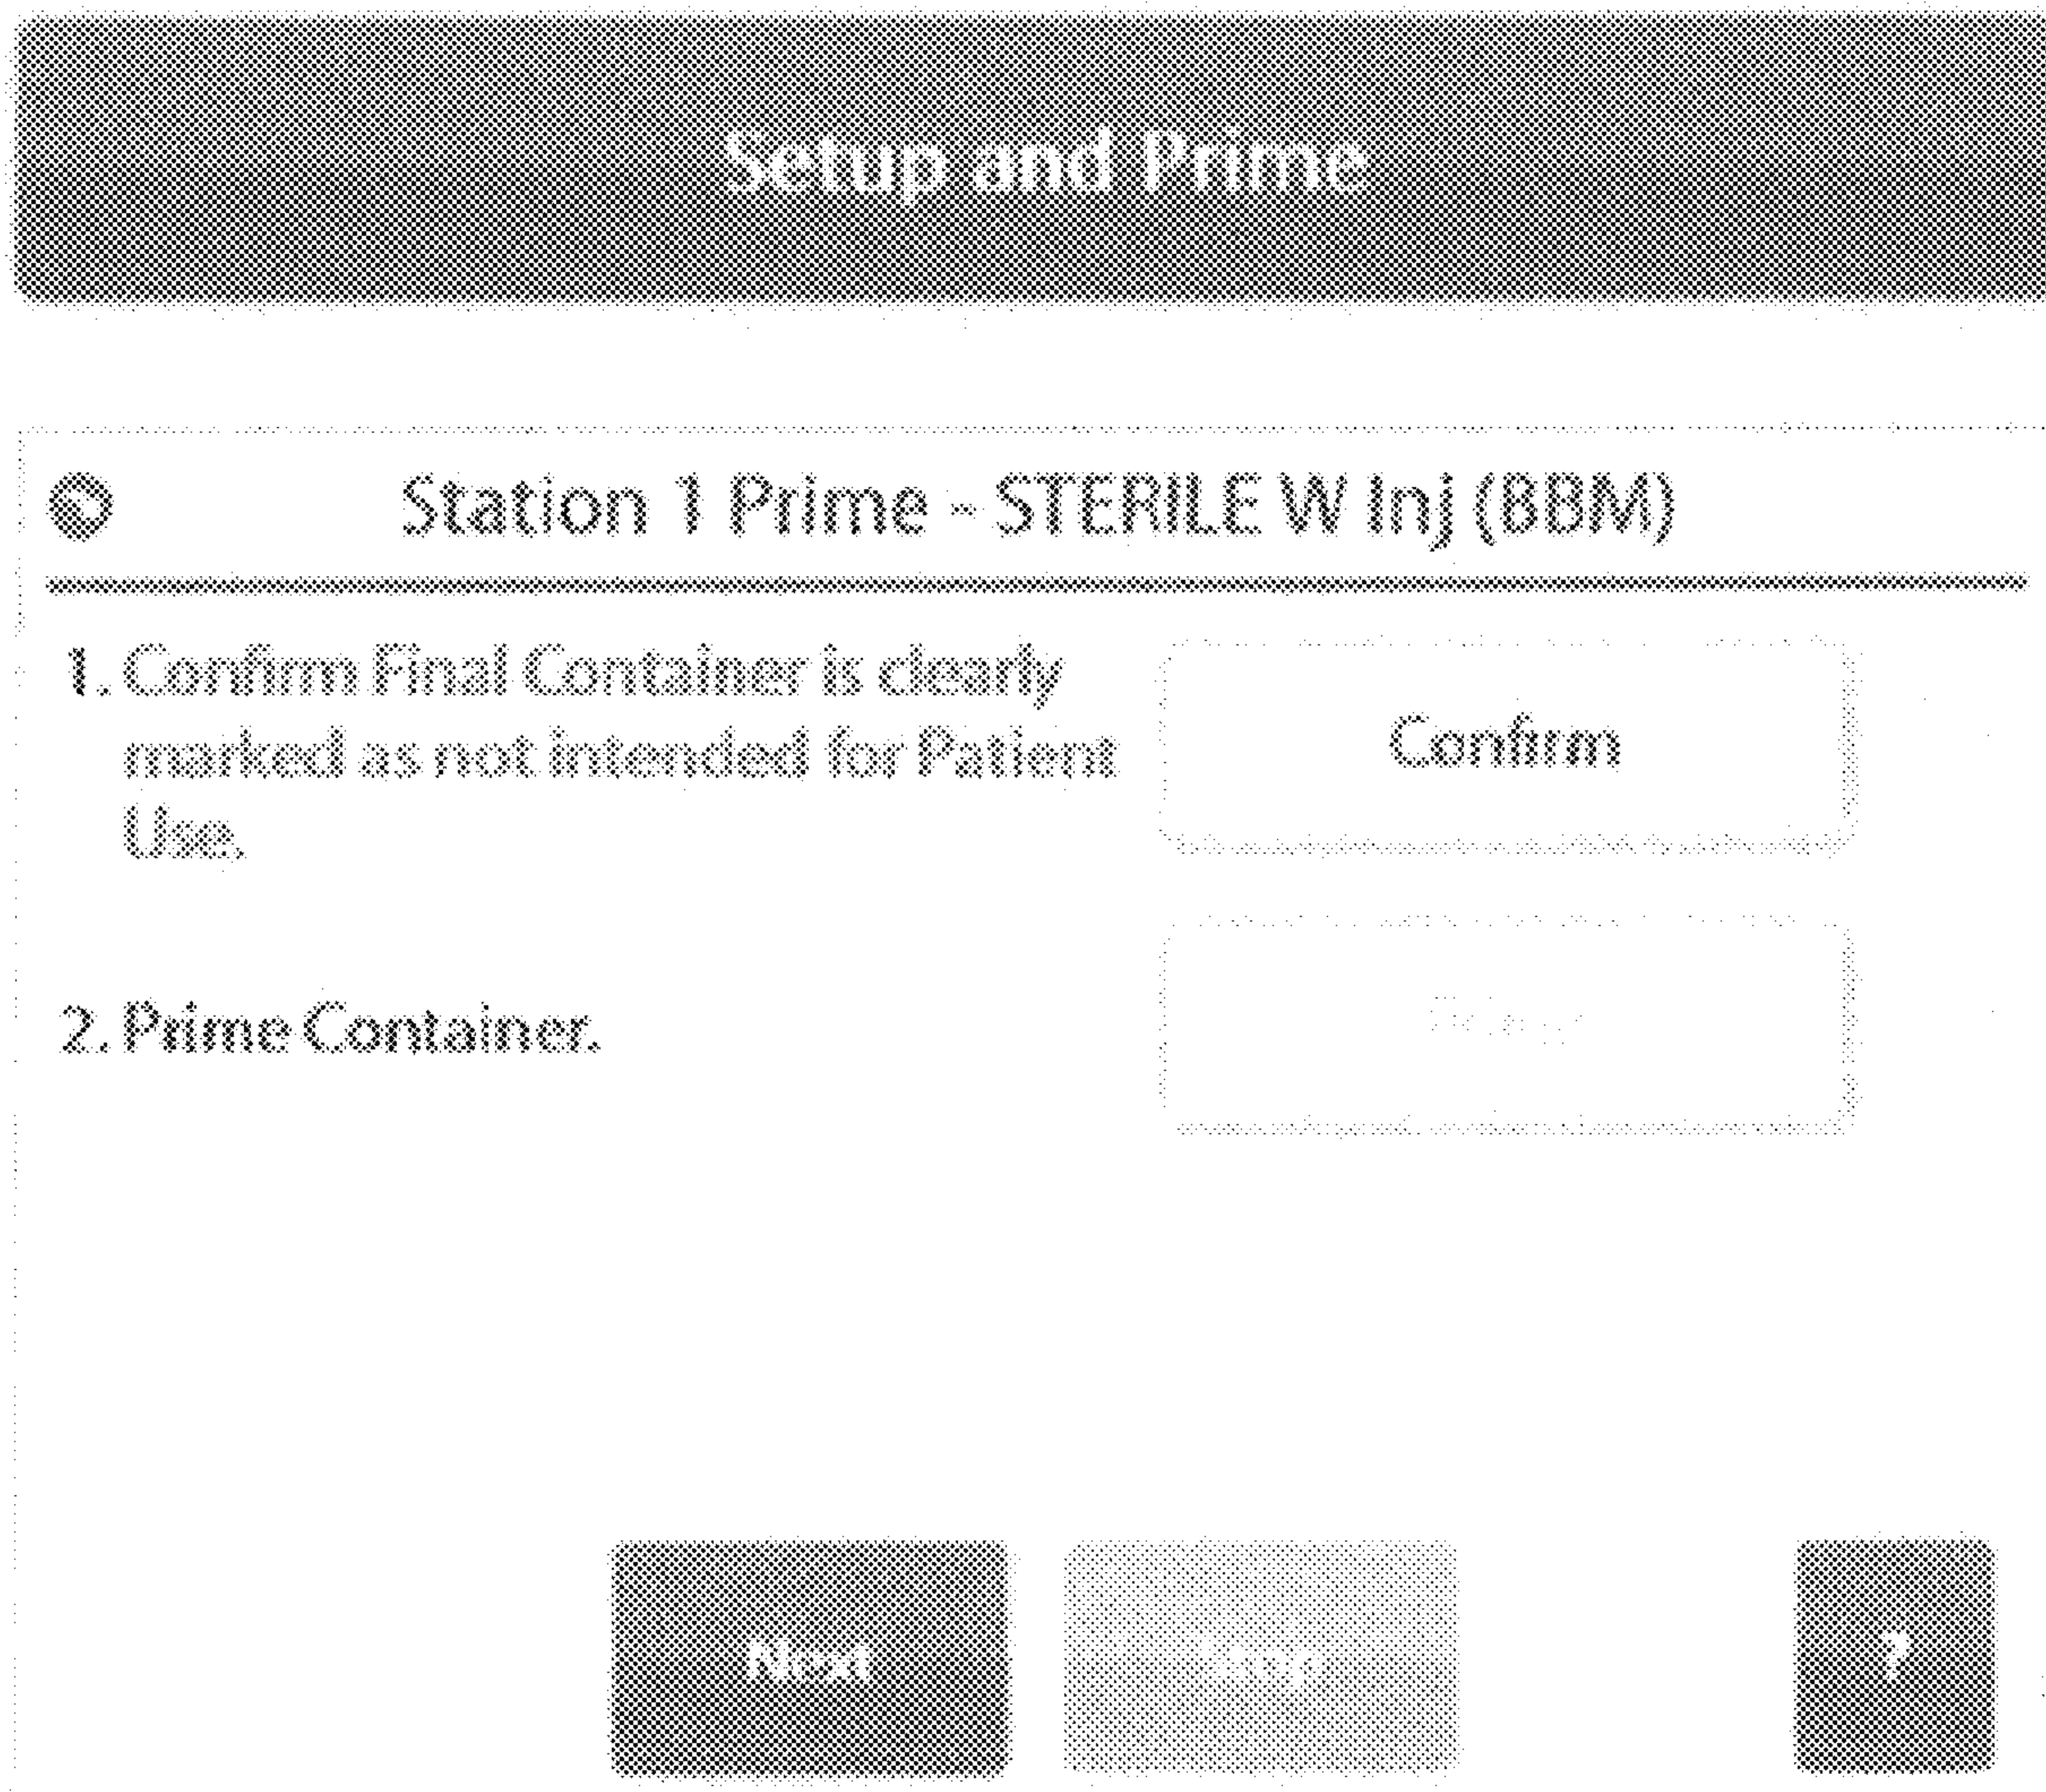 Setup and Prime
Station 1 Prime - STERILE W Inj (BBM)
1. Confirm Final Container is clearly
marked as not intended for Patient
Use.
Confirm
2. Prime Container.
Next
?